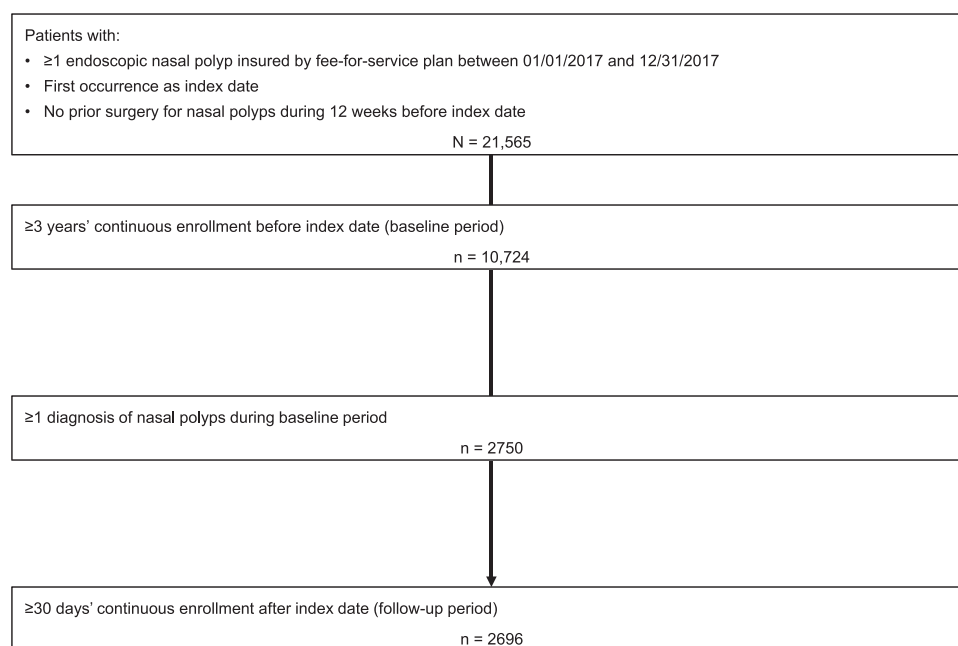 Patients with:
• ≥1 endoscopic nasal polyp insured by fee-for-service plan between 01/01/2017 and 12/31/2017
• First occurrence as index date
• No prior surgery for nasal polyps during 12 weeks before index date
N = 21,565
≥3 years’ continuous enrollment before index date (baseline period)
n = 10,724
≥1 diagnosis of nasal polyps during baseline period
n = 2750
≥30 days’ continuous enrollment after index date (follow-up period)
n = 2696